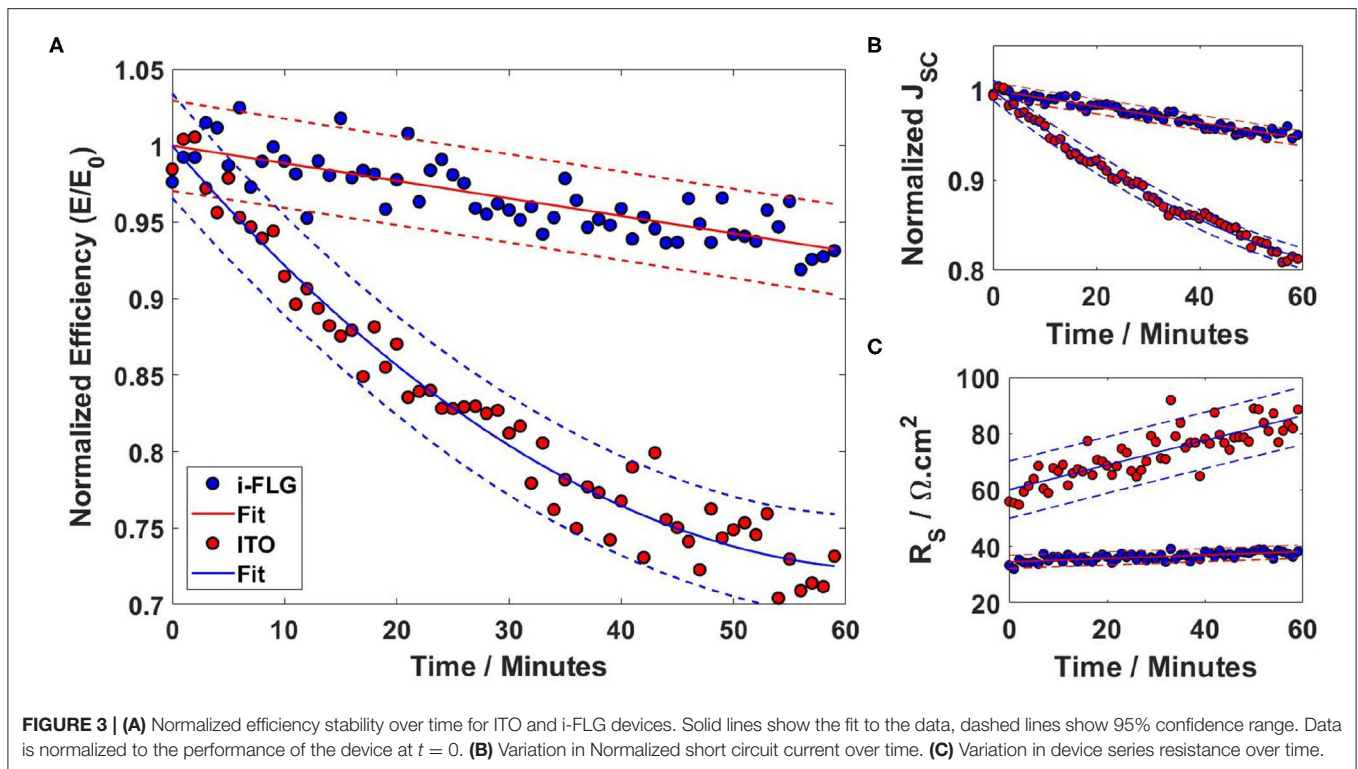 A
1.05
1
0.95
0.9
0.85
0.8
0.75
0.7
Normalized Efficiency (E/E0)
i-FLG
Fit
ITO
Fit
0 10 20 30 40 50 60
Time / Minutes
B
1
0.9
0.8
Normalized JSC
0 20 40 60
Time / Minutes
C
100
80
60
40
20
RS / Ω.cm²
0 20 40 60
Time / Minutes
FIGURE 3 | (A) Normalized efficiency stability over time for ITO and i-FLG devices. Solid lines show the fit to the data, dashed lines show 95% confidence range. Data
is normalized to the performance of the device at t = 0. (B) Variation in Normalized short circuit current over time. (C) Variation in device series resistance over time.